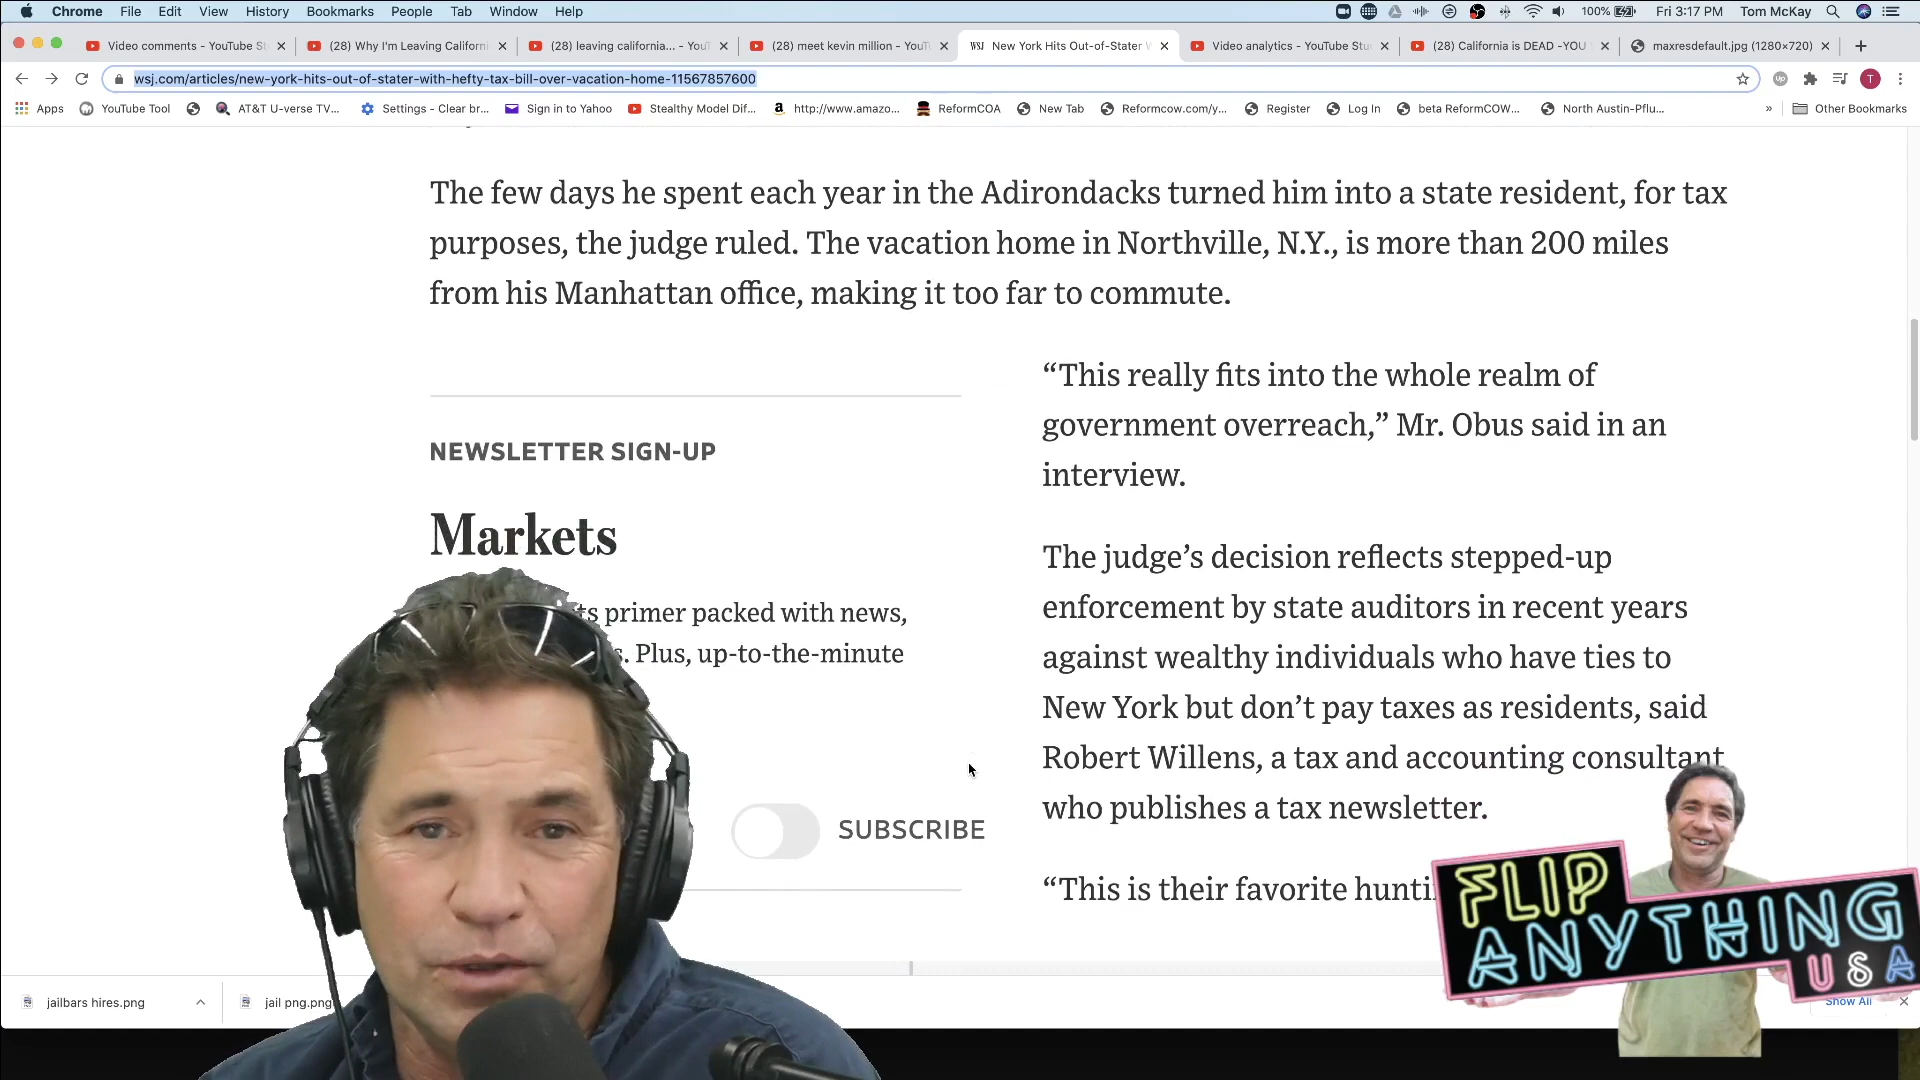 Chrome File Edit View History Bookmarks People Tab Window Help 100% Fri 3:17 PM Tom McKay
Video comments - YouTube St
(28) Why I'm Leaving Californi
(28) leaving california... - YouT
(28) meet kevin million - YouT
WSJ New York Hits Out-of-Stater W
Video analytics - YouTube Stu
(28) California is DEAD -YOU
maxresdefault.jpg (1280×720)
wsj.com/articles/new-york-hits-out-of-stater-with-hefty-tax-bill-over-vacation-home-11567857600
Apps YouTube Tool AT&T U-verse TV... Settings - Clear br... Sign in to Yahoo Stealthy Model Dif... http://www.amazo... ReformCOA New Tab Reformcow.com/y... Register Log In beta ReformCOW... North Austin-Pflu... » Other Bookmarks
The few days he spent each year in the Adirondacks turned him into a state resident, for tax
purposes, the judge ruled. The vacation home in Northville, N.Y., is more than 200 miles
from his Manhattan office, making it too far to commute.
NEWSLETTER SIGN-UP
Markets
primer packed with news,
Plus, up-to-the-minute
SUBSCRIBE
“This really fits into the whole realm of
government overreach,” Mr. Obus said in an
interview.
The judge’s decision reflects stepped-up
enforcement by state auditors in recent years
against wealthy individuals who have ties to
New York but don’t pay taxes as residents, said
Robert Willens, a tax and accounting consultant
who publishes a tax newsletter.
“This is their favorite
FLIP
ANYTHING
USA
jailbars hires.png
jail png.png
Show All